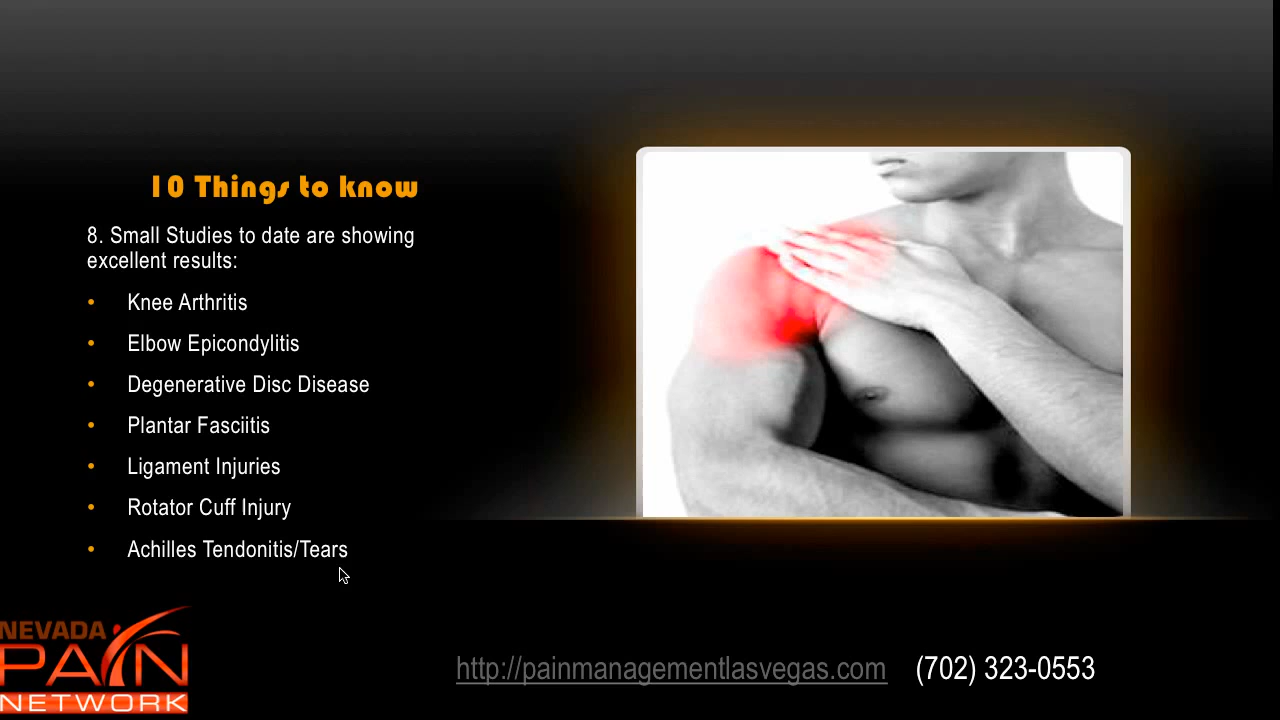 10 Things to know
8. Small Studies to date are showing
excellent results:
• Knee Arthritis
• Elbow Epicondylitis
• Degenerative Disc Disease
• Plantar Fasciitis
• Ligament Injuries
• Rotator Cuff Injury
• Achilles Tendonitis/Tears
NEVADA
PAIN
NETWORK
http://painmanagementlasvegas.com (702) 323-0553